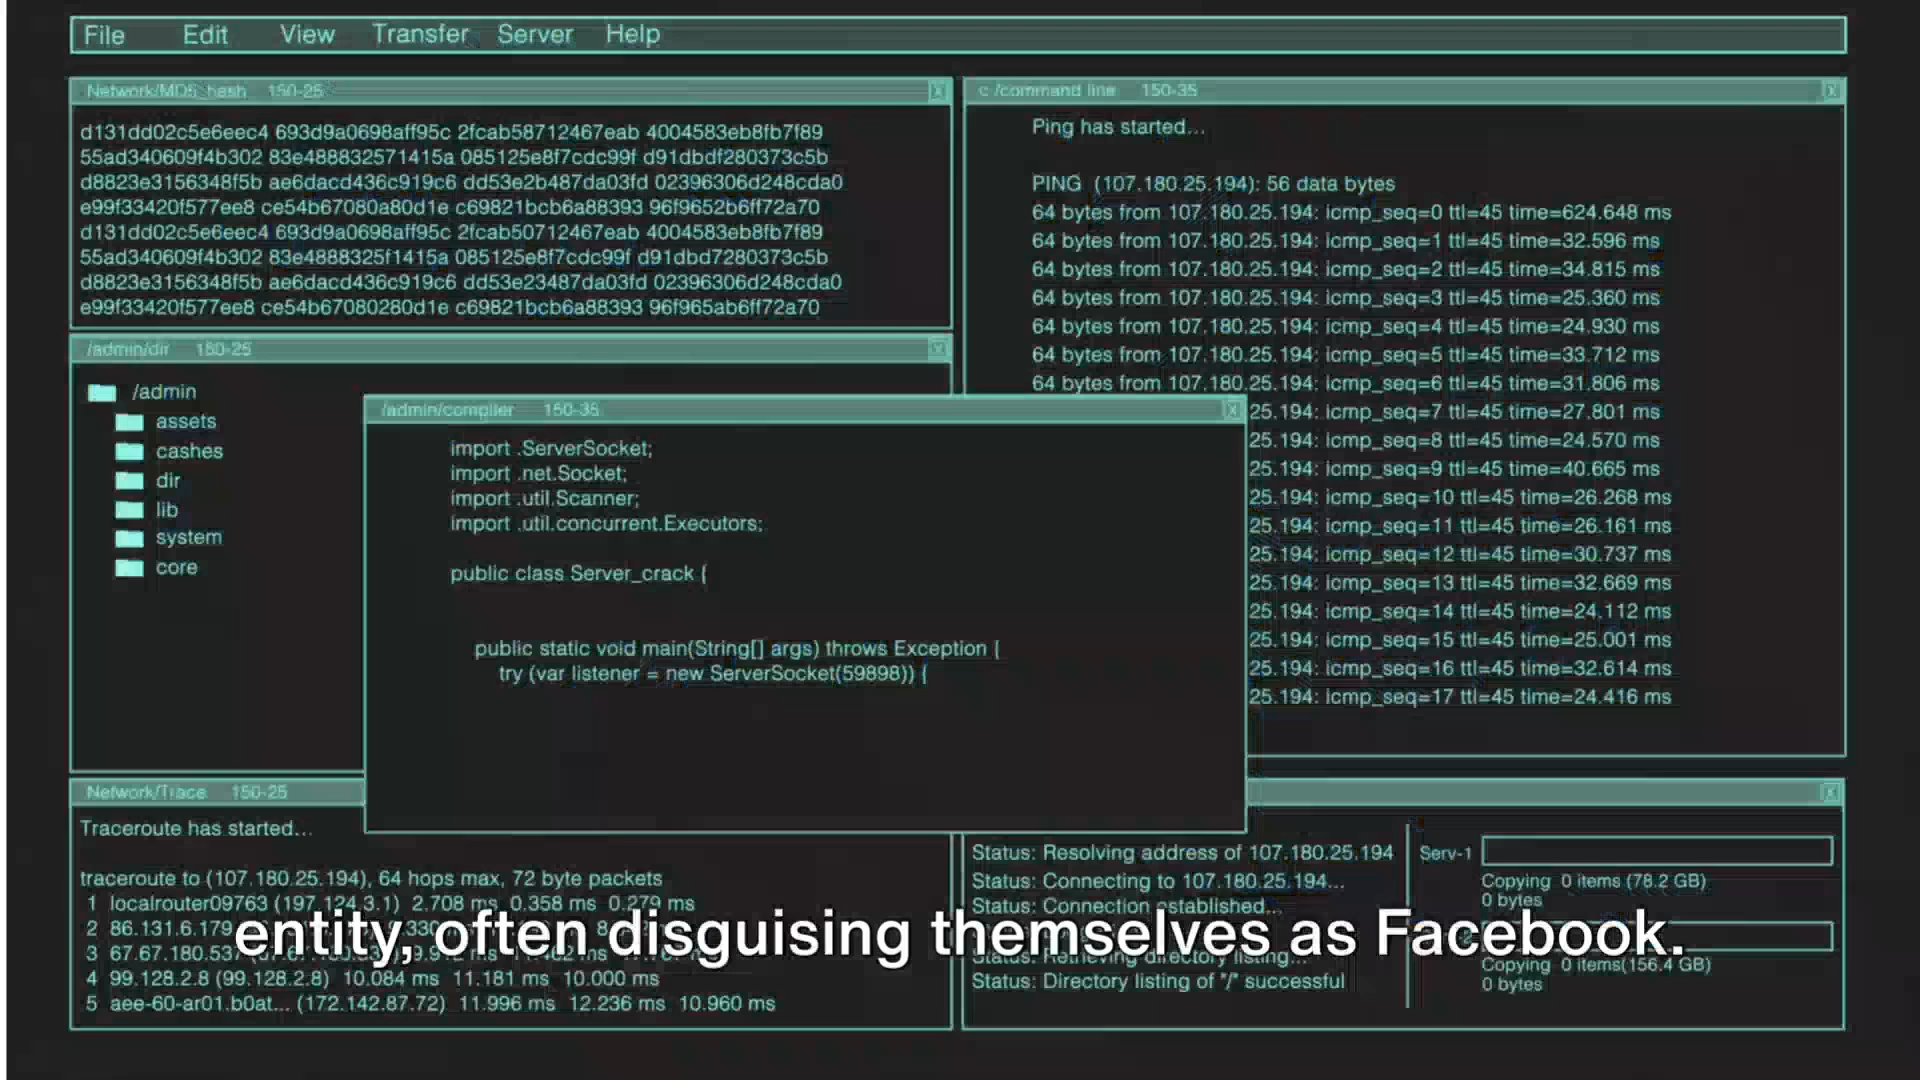 File Edit View Transfer Server Help
Network/MD5_hash 150-25
d131dd02c5e6eec4 693d9a0698aff95c 2fcab58712467eab 4004583eb8fb7f89
55ad340609f4b302 83e488832571415a 085125e8f7cdc99f d91dbdf280373c5b
d8823e3156348f5b ae6dacd436c919c6 dd53e2b487da03fd 02396306d248cda0
e99f33420f577ee8 ce54b67080a80d1e c69821bcb6a88393 96f9652b6ff72a70
d131dd02c5e6eec4 693d9a0698aff95c 2fcab50712467eab 4004583eb8fb7f89
55ad340609f4b302 83e4888325f1415a 085125e8f7cdc99f d91dbd7280373c5b
d8823e3156348f5b ae6dacd436c919c6 dd53e23487da03fd 02396306d248cda0
e99f33420f577ee8 ce54b67080280d1e c69821bcb6a88393 96f965ab6ff72a70
c:/command line 150-35
Ping has started...
PING (107.180.25.194): 56 data bytes
64 bytes from 107.180.25.194: icmp_seq=0 ttl=45 time=624.648 ms
64 bytes from 107.180.25.194: icmp_seq=1 ttl=45 time=32.596 ms
64 bytes from 107.180.25.194: icmp_seq=2 ttl=45 time=34.815 ms
64 bytes from 107.180.25.194: icmp_seq=3 ttl=45 time=25.360 ms
64 bytes from 107.180.25.194: icmp_seq=4 ttl=45 time=24.930 ms
64 bytes from 107.180.25.194: icmp_seq=5 ttl=45 time=33.712 ms
64 bytes from 107.180.25.194: icmp_seq=6 ttl=45 time=31.806 ms
25.194: icmp_seq=7 ttl=45 time=27.801 ms
25.194: icmp_seq=8 ttl=45 time=24.570 ms
25.194: icmp_seq=9 ttl=45 time=40.665 ms
25.194: icmp_seq=10 ttl=45 time=26.268 ms
25.194: icmp_seq=11 ttl=45 time=26.161 ms
25.194: icmp_seq=12 ttl=45 time=30.737 ms
25.194: icmp_seq=13 ttl=45 time=32.669 ms
25.194: icmp_seq=14 ttl=45 time=24.112 ms
25.194: icmp_seq=15 ttl=45 time=25.001 ms
25.194: icmp_seq=16 ttl=45 time=32.614 ms
25.194: icmp_seq=17 ttl=45 time=24.416 ms
/admin/dir 150-25
/admin
assets
cashes
dir
lib
system
core
/admin/compiler 150-35
import .ServerSocket;
import .net.Socket;
import .util.Scanner;
import .util.concurrent.Executors;
public class Server_crack {
public static void main(String[] args) throws Exception {
try (var listener = new ServerSocket(59898)) {
Network/Trace 150-25
Traceroute has started...
traceroute to (107.180.25.194), 64 hops max, 72 byte packets
1 localrouter09763 (197.124.3.1) 2.708 ms 0.358 ms 0.279 ms
2 86.131.6.179
3 67.67.180.53
4 99.128.2.8 (99.128.2.8) 10.084 ms 11.181 ms 10.000 ms
5 aee-60-ar01.b0at... (172.142.87.72) 11.996 ms 12.236 ms 10.960 ms
Status: Resolving address of 107.180.25.194
Status: Connecting to 107.180.25.194...
Status: Connection established...
Status: Retrieving directory listing...
Status: Directory listing of "/" successful
Serv-1
Copying 0 items (78.2 GB)
0 bytes
Copying 0 items(156.4 GB)
0 bytes
entity, often disguising themselves as Facebook.